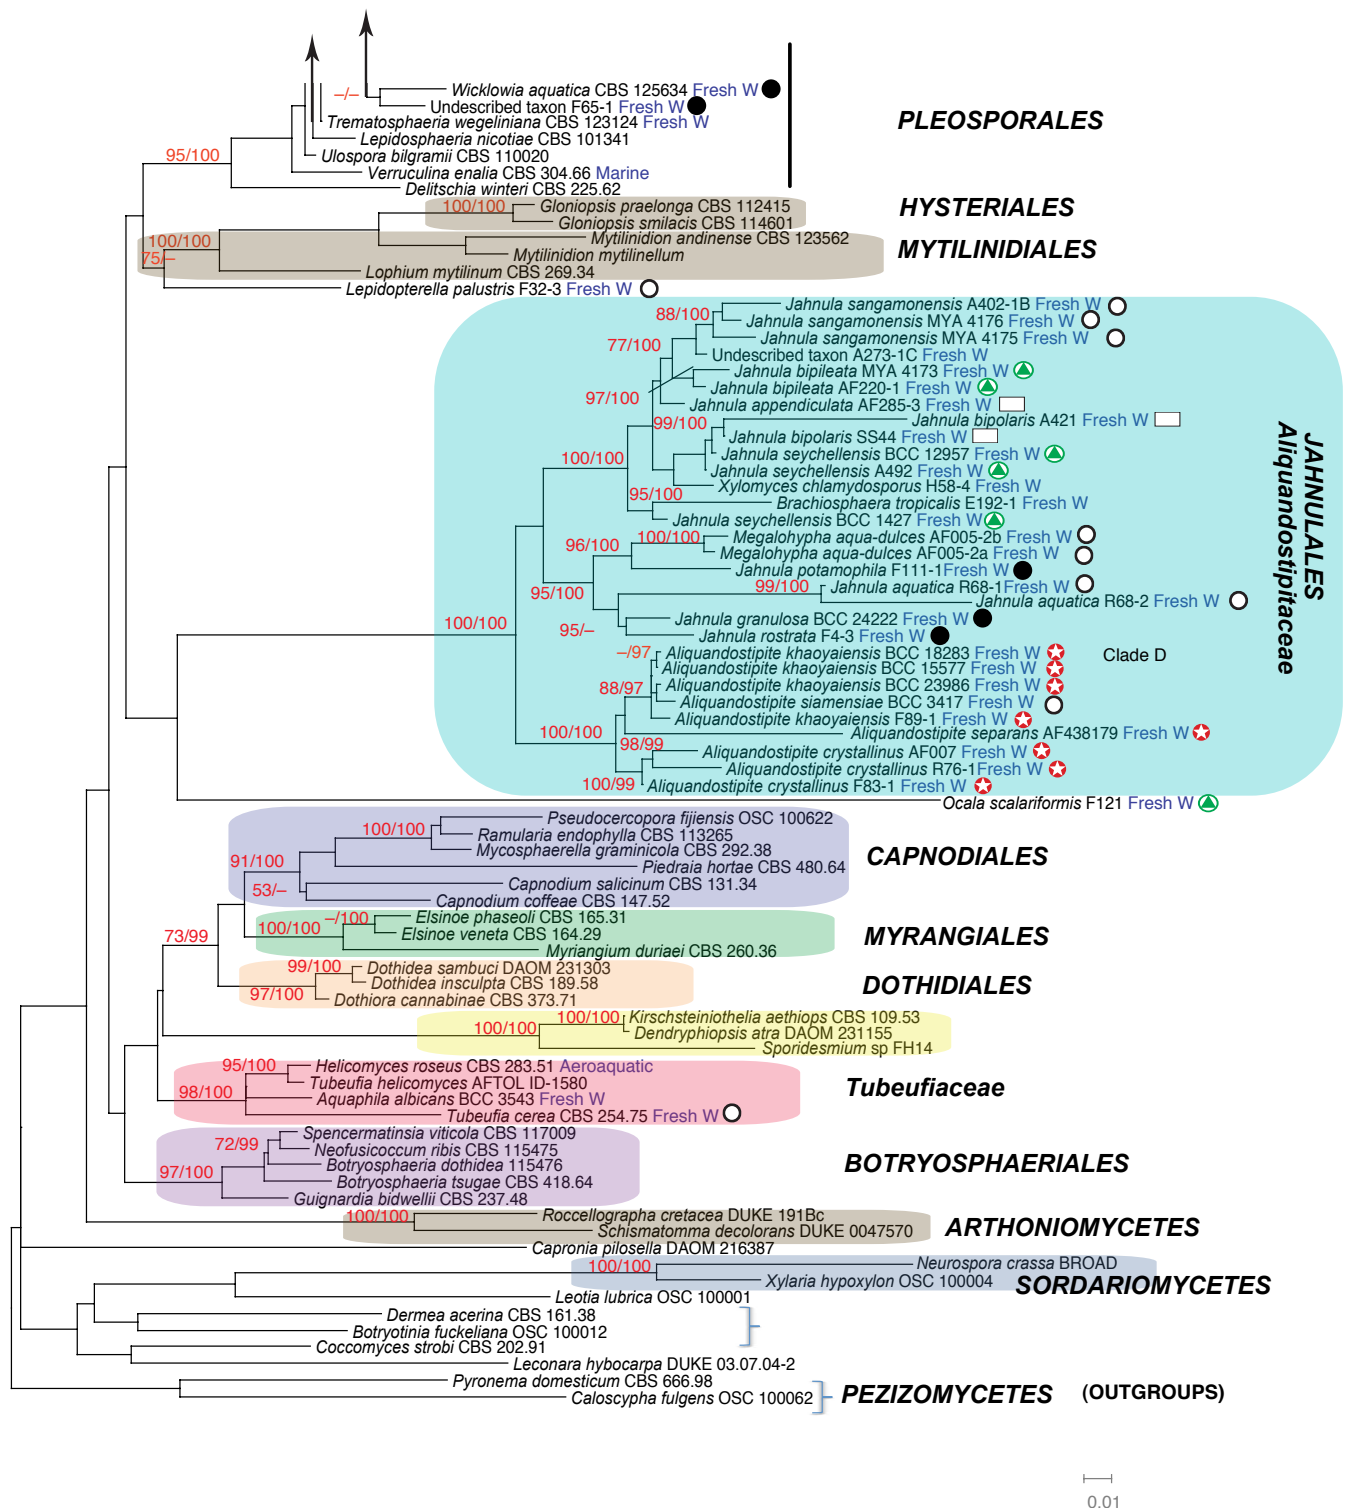 Wicklowia aquatica CBS 125634 Fresh W
–/–
Undescribed taxon F65-1 Fresh W
Trematosphaeria wegeliniana CBS 123124 Fresh W
PLEOSPORALES
Lepidosphaeria nicotiae CBS 101341
95/100
Ulospora bilgramii CBS 110020
Verruculina enalia CBS 304.66 Marine
Delitschia winteri CBS 225.62
100/100
Gloniopsis praelonga CBS 112415
HYSTERIALES
Gloniopsis smilacis CBS 114601
100/100
Mytilinidion andinense CBS 123562
MYTILINIDIALES
75/–
Mytilinidion mytilinellum
Lophium mytilinum CBS 269.34
Lepidopterella palustris F32-3 Fresh W
Jahnula sangamonensis A402-1B Fresh W
88/100
Jahnula sangamonensis MYA 4176 Fresh W
Jahnula sangamonensis MYA 4175 Fresh W
77/100
Undescribed taxon A273-1C Fresh W
Jahnula bipileata MYA 4173 Fresh W
Jahnula bipileata AF220-1 Fresh W
97/100
Jahnula appendiculata AF285-3 Fresh W
99/100
Jahnula bipolaris A421 Fresh W
Jahnula bipolaris SS44 Fresh W
Jahnula seychellensis BCC 12957 Fresh W
100/100
Jahnula seychellensis A492 Fresh W
Xylomyces chlamydosporus H58-4 Fresh W
95/100
Brachiosphaera tropicalis E192-1 Fresh W
Jahnula seychellensis BCC 1427 Fresh W
JAHNULALES
Aliquandostipitaceae
100/100
Megalohypha aqua-dulces AF005-2b Fresh W
96/100
Megalohypha aqua-dulces AF005-2a Fresh W
Jahnula potamophila F111-1Fresh W
99/100
Jahnula aquatica R68-1Fresh W
95/100
Jahnula aquatica R68-2 Fresh W
Jahnula granulosa BCC 24222 Fresh W
100/100
95/–
Jahnula rostrata F4-3 Fresh W
–/97
Aliquandostipite khaoyaiensis BCC 18283 Fresh W
Clade D
Aliquandostipite khaoyaiensis BCC 15577 Fresh W
88/97
Aliquandostipite khaoyaiensis BCC 23986 Fresh W
Aliquandostipite siamensiae BCC 3417 Fresh W
Aliquandostipite khaoyaiensis F89-1 Fresh W
100/100
Aliquandostipite separans AF438179 Fresh W
98/99
Aliquandostipite crystallinus AF007 Fresh W
Aliquandostipite crystallinus R76-1Fresh W
100/99
Aliquandostipite crystallinus F83-1 Fresh W
Ocala scalariformis F121 Fresh W
Pseudocercopora fijiensis OSC 100622
100/100
Ramularia endophylla CBS 113265
Mycosphaerella graminicola CBS 292.38
CAPNODIALES
91/100
Piedraia hortae CBS 480.64
53/–
Capnodium salicinum CBS 131.34
Capnodium coffeae CBS 147.52
–/100
Elsinoe phaseoli CBS 165.31
100/100
Elsinoe veneta CBS 164.29
MYRANGIALES
73/99
Myriangium duriaei CBS 260.36
99/100
Dothidea sambuci DAOM 231303
Dothidea insculpta CBS 189.58
DOTHIDIALES
97/100
Dothiora cannabinae CBS 373.71
100/100
Kirschsteiniothelia aethiops CBS 109.53
100/100
Dendryphiopsis atra DAOM 231155
Sporidesmium sp FH14
95/100
Helicomyces roseus CBS 283.51 Aeroaquatic
Tubeufia helicomyces AFTOL ID-1580
Tubeufiaceae
98/100
Aquaphila albicans BCC 3543 Fresh W
Tubeufia cerea CBS 254.75 Fresh W
Spencermatinsia viticola CBS 117009
72/99
Neofusicoccum ribis CBS 115475
Botryosphaeria dothidea 115476
BOTRYOSPHAERIALES
97/100
Botryosphaeria tsugae CBS 418.64
Guignardia bidwellii CBS 237.48
100/100
Roccellographa cretacea DUKE 191Bc
Schismatomma decolorans DUKE 0047570
ARTHONIOMYCETES
Capronia pilosella DAOM 216387
100/100
Neurospora crassa BROAD
Xylaria hypoxylon OSC 100004
SORDARIOMYCETES
Leotia lubrica OSC 100001
Dermea acerina CBS 161.38
Botryotinia fuckeliana OSC 100012
Coccomyces strobi CBS 202.91
Leconara hybocarpa DUKE 03.07.04-2
Pyronema domesticum CBS 666.98
Caloscypha fulgens OSC 100062
PEZIZOMYCETES (OUTGROUPS)
0.01